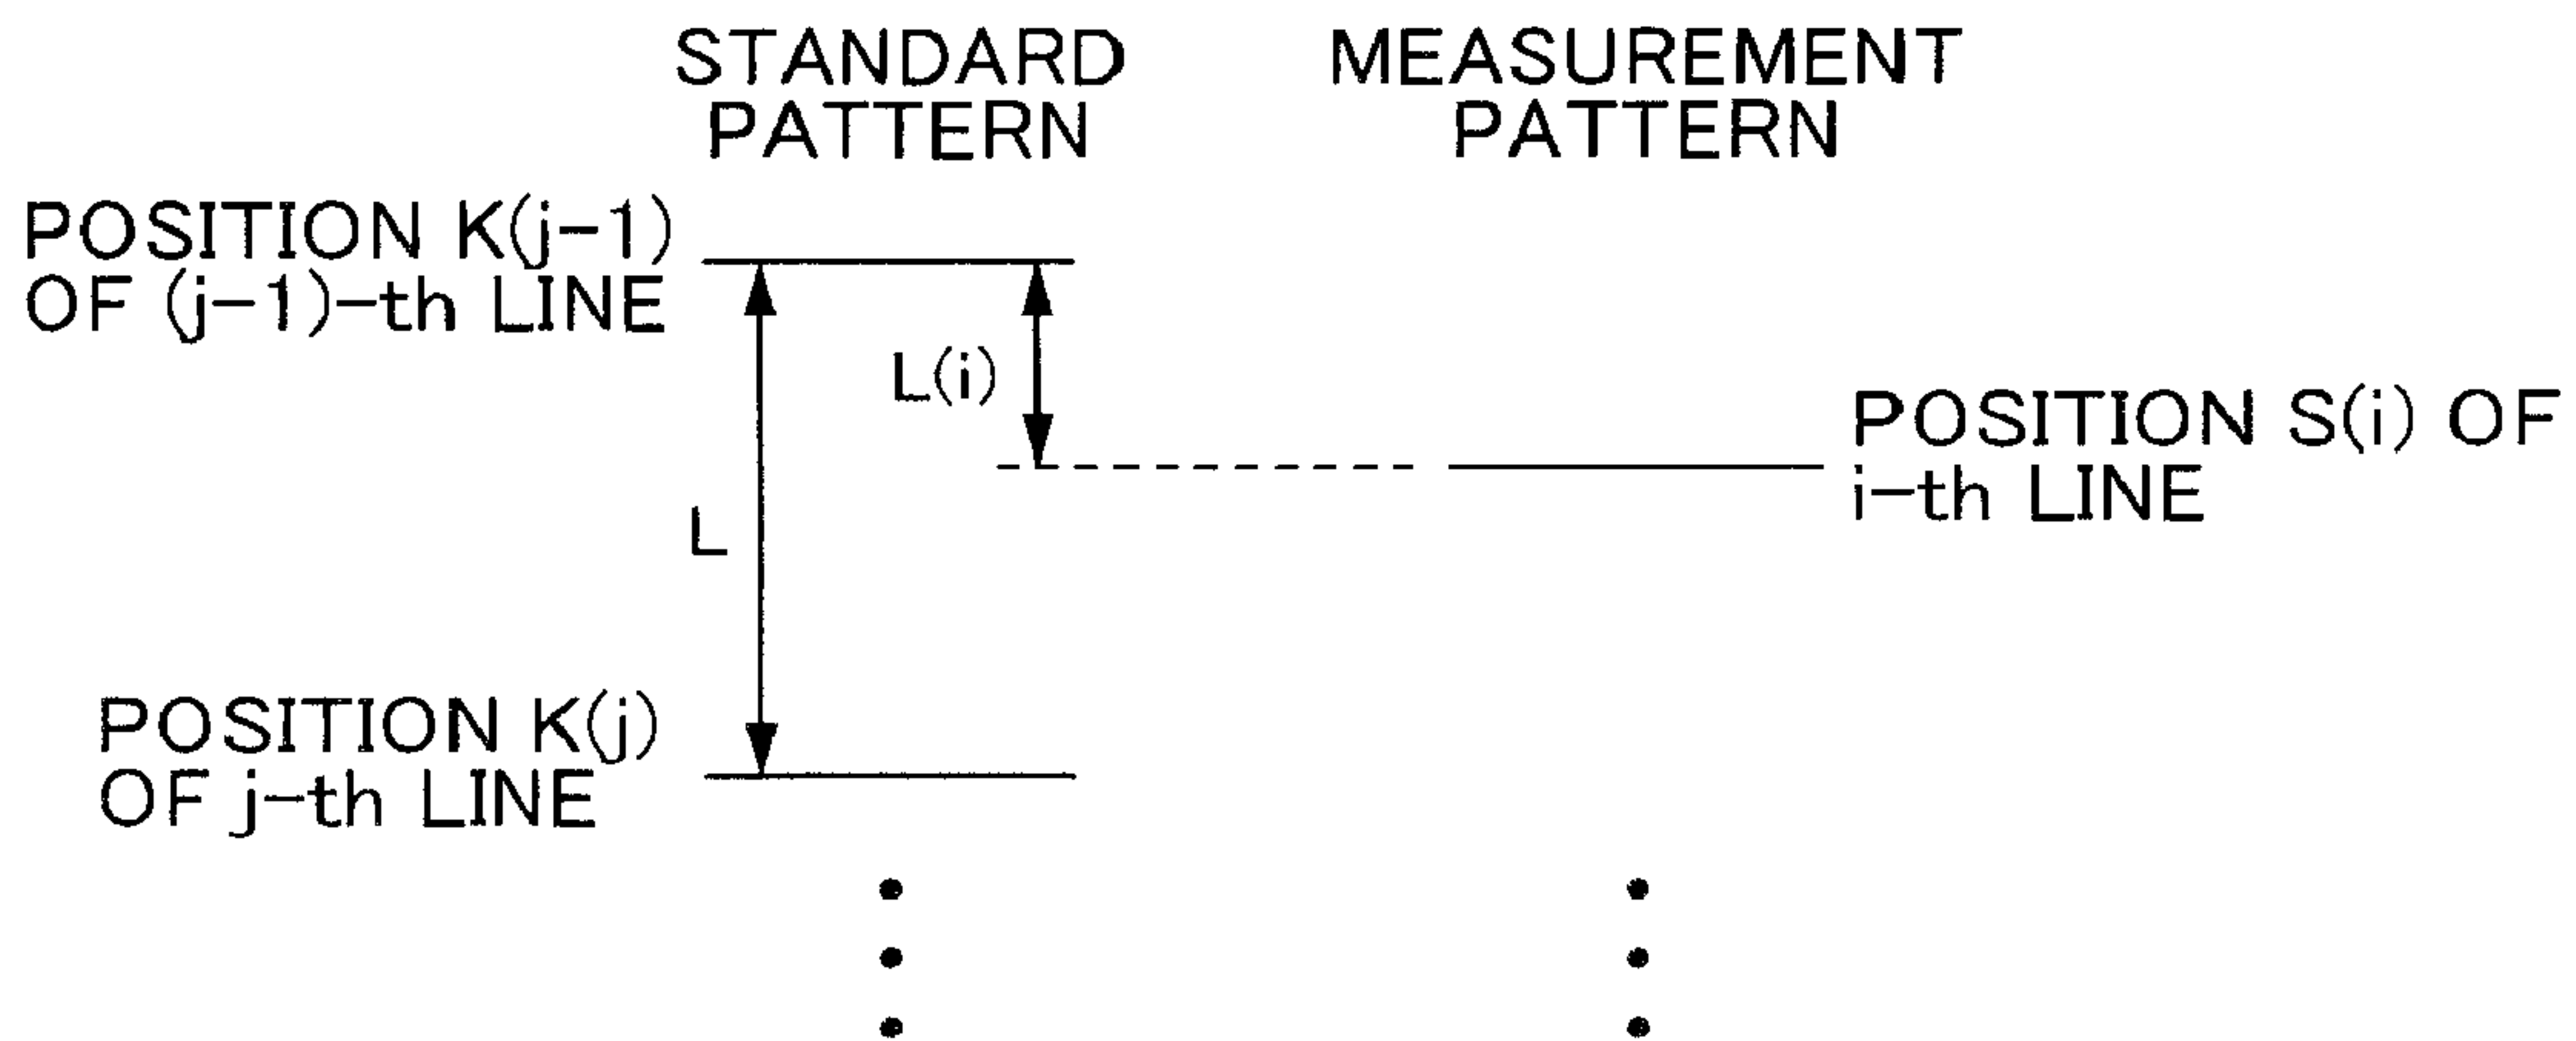 STANDARD
PATTERN
MEASUREMENT
PATTERN
POSITION K(j-1)
OF (j-1)-th LINE
L(i)
POSITION S(i) OF
i-th LINE
L
POSITION K(j)
OF j-th LINE